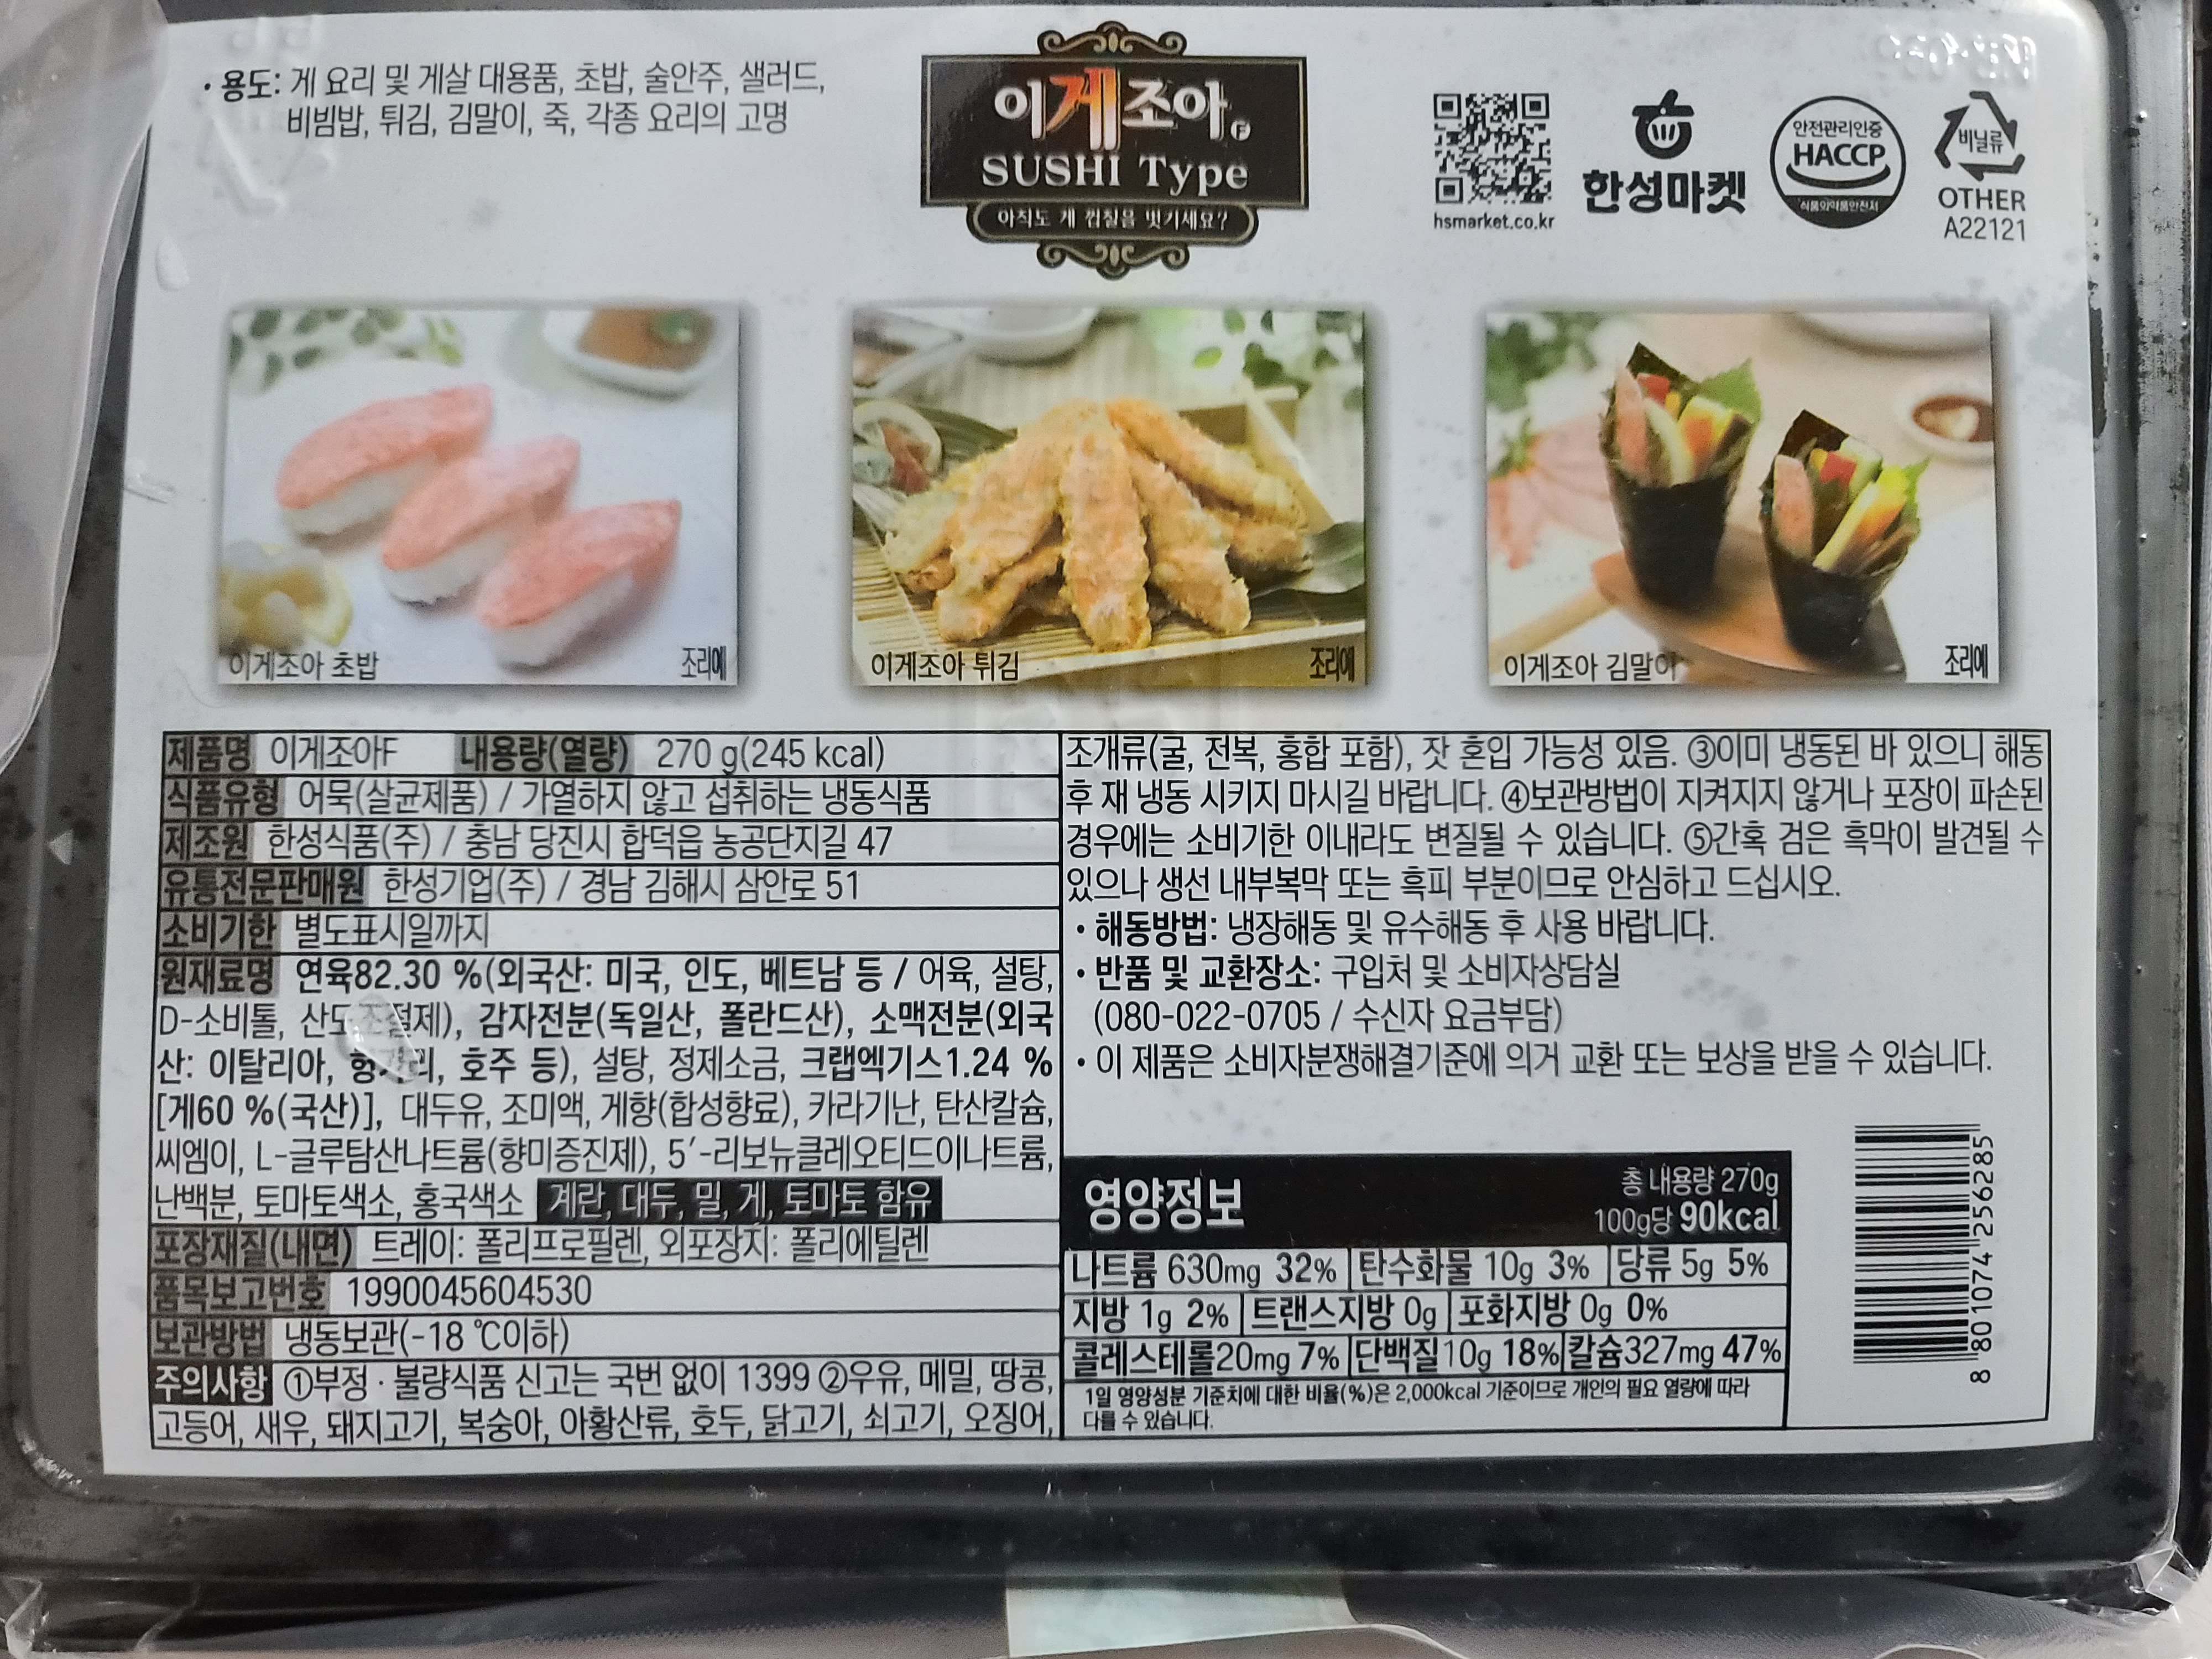 • 용도: 게 요리 및 게살 대용품, 초밥, 술안주, 샐러드,
비빔밥, 튀김, 김말이, 죽, 각종 요리의 고명
이게조아 F
SUSHI Type
아직도 게 껍질을 벗기세요?
hsmarket.co.kr
한성마켓
안전관리인증
HACCP
식품의약품안전처
비닐류
OTHER
A22121
이게조아 초밥 조리예
이게조아 튀김 조리예
이게조아 김말이 조리예
제품명 이게조아F 내용량(열량) 270 g(245 kcal)
식품유형 어묵(살균제품) / 가열하지 않고 섭취하는 냉동식품
제조원 한성식품(주) / 충남 당진시 합덕읍 농공단지길 47
유통전문판매원 한성기업(주) / 경남 김해시 삼안로 51
소비기한 별도표시일까지
원재료명 연육82.30 %(외국산: 미국, 인도, 베트남 등 / 어육, 설탕,
D-소비톨, 산도조절제), 감자전분(독일산, 폴란드산), 소맥전분(외국
산: 이탈리아, 헝가리, 호주 등), 설탕, 정제소금, 크랩엑기스1.24 %
[게60 %(국산)], 대두유, 조미액, 게향(합성향료), 카라기난, 탄산칼슘,
씨엠이, L-글루탐산나트륨(향미증진제), 5'-리보뉴클레오티드이나트륨,
난백분, 토마토색소, 홍국색소 계란, 대두, 밀, 게, 토마토 함유
포장재질(내면) 트레이: 폴리프로필렌, 외포장지: 폴리에틸렌
품목보고번호 1990045604530
보관방법 냉동보관(-18 ℃이하)
주의사항 ①부정 · 불량식품 신고는 국번 없이 1399 ②우유, 메밀, 땅콩,
고등어, 새우, 돼지고기, 복숭아, 아황산류, 호두, 닭고기, 쇠고기, 오징어,
조개류(굴, 전복, 홍합 포함), 잣 혼입 가능성 있음. ③이미 냉동된 바 있으니 해동
후 재 냉동 시키지 마시길 바랍니다. ④보관방법이 지켜지지 않거나 포장이 파손된
경우에는 소비기한 이내라도 변질될 수 있습니다. ⑤간혹 검은 흑막이 발견될 수
있으나 생선 내부복막 또는 흑피 부분이므로 안심하고 드십시오.
• 해동방법: 냉장해동 및 유수해동 후 사용 바랍니다.
• 반품 및 교환장소: 구입처 및 소비자상담실
(080-022-0705 / 수신자 요금부담)
• 이 제품은 소비자분쟁해결기준에 의거 교환 또는 보상을 받을 수 있습니다.
영양정보
총 내용량 270g
100g당 90kcal
나트륨 630mg 32% 탄수화물 10g 3% 당류 5g 5%
지방 1g 2% 트랜스지방 0g 포화지방 0g 0%
콜레스테롤20mg 7% 단백질10g 18% 칼슘327mg 47%
1일 영양성분 기준치에 대한 비율(%)은 2,000kcal 기준이므로 개인의 필요 열량에 따라
다를 수 있습니다.
8 801074 256285